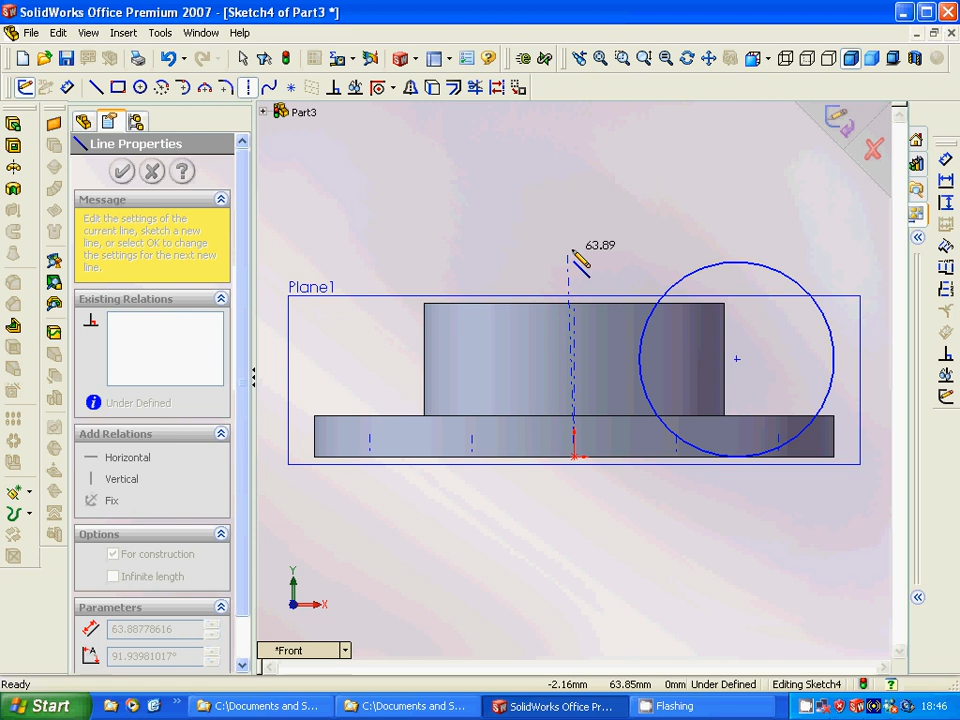 SolidWorks Office Premium 2007 - [Sketch4 of Part3 *]
File Edit View Insert Tools Window Help
Part3
Line Properties
Message
Edit the settings of the
current line, sketch a new
line, or select OK to change
the settings for the next new
line.
Existing Relations
Under Defined
Add Relations
Horizontal
Vertical
Fix
Options
For construction
Infinite length
Parameters
63.88778616
91.93981017°
63.89
Plane1
Y
X
*Front
Ready
-2.16mm 63.85mm 0mm Under Defined Editing Sketch4
Start
C:\Documents and S...
C:\Documents and S...
SolidWorks Office Pr...
Flashing
18:46